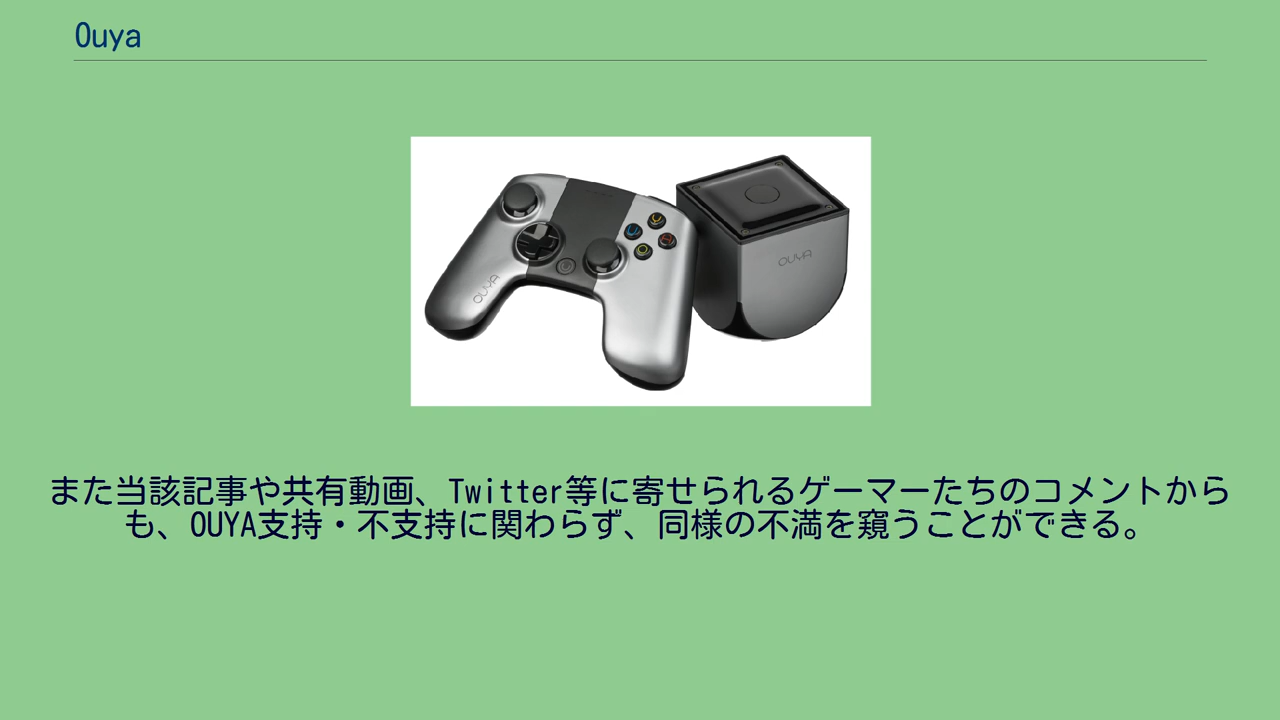 Ouya
OUYA
OUYA
また当該記事や共有動画、Twitter等に寄せられるゲーマーたちのコメントから
も、OUYA支持・不支持に関わらず、同様の不満を窺うことができる。